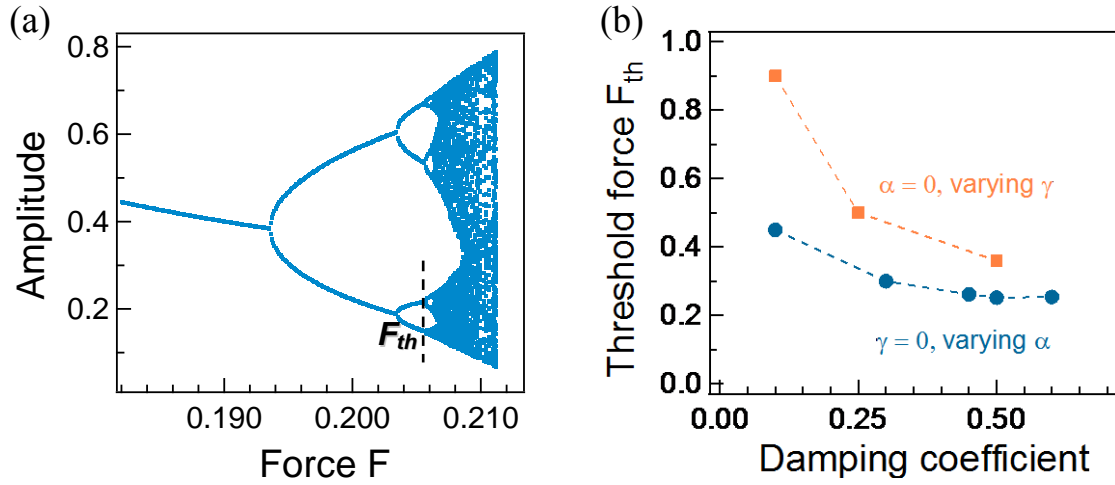 (a)
0.8
0.6
0.4
0.2
Amplitude
F_th
0.190
0.200
0.210
Force F
(b)
1.0
0.8
0.6
0.4
0.2
0.0
Threshold force F_th
α = 0, varying γ
γ = 0, varying α
0.00
0.25
0.50
Damping coefficient